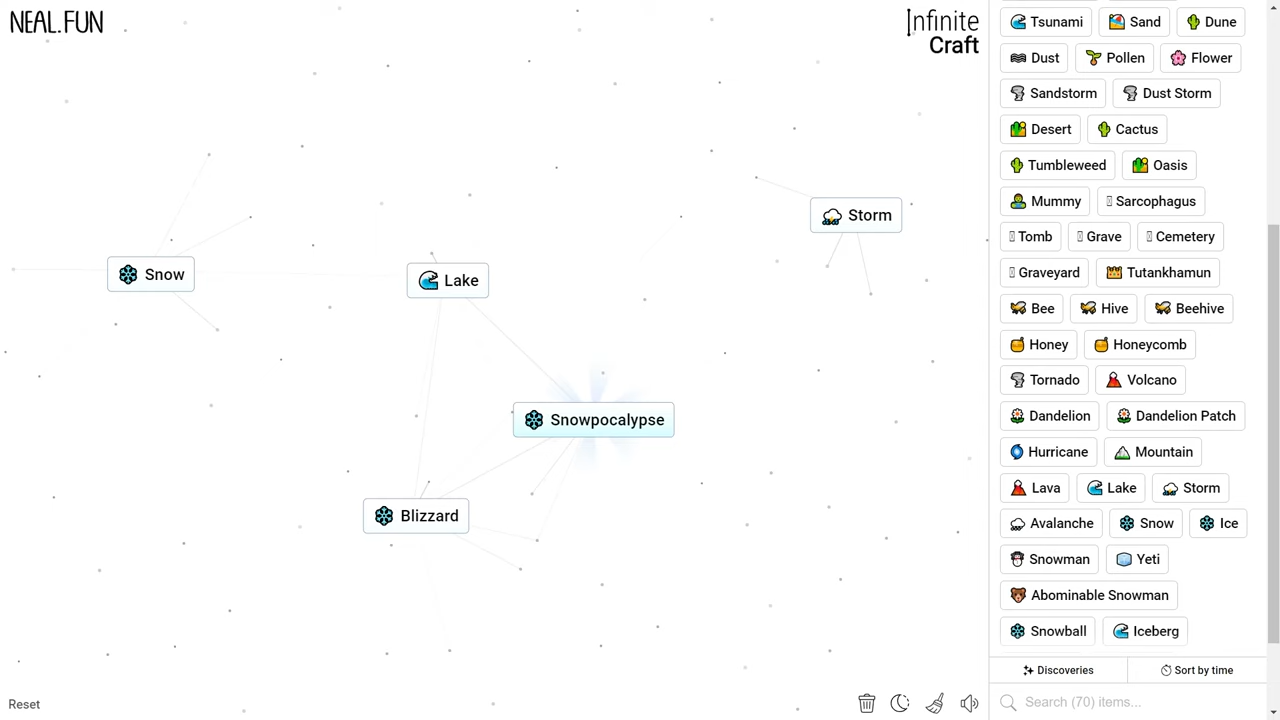 NEAL.FUN
Infinite
Craft
Snow
Lake
Storm
Snowpocalypse
Blizzard
Reset
Tsunami Sand Dune
Dust Pollen Flower
Sandstorm Dust Storm
Desert Cactus
Tumbleweed Oasis
Mummy Sarcophagus
Tomb Grave Cemetery
Graveyard Tutankhamun
Bee Hive Beehive
Honey Honeycomb
Tornado Volcano
Dandelion Dandelion Patch
Hurricane Mountain
Lava Lake Storm
Avalanche Snow Ice
Snowman Yeti
Abominable Snowman
Snowball Iceberg
Discoveries Sort by time
Search (70) items...